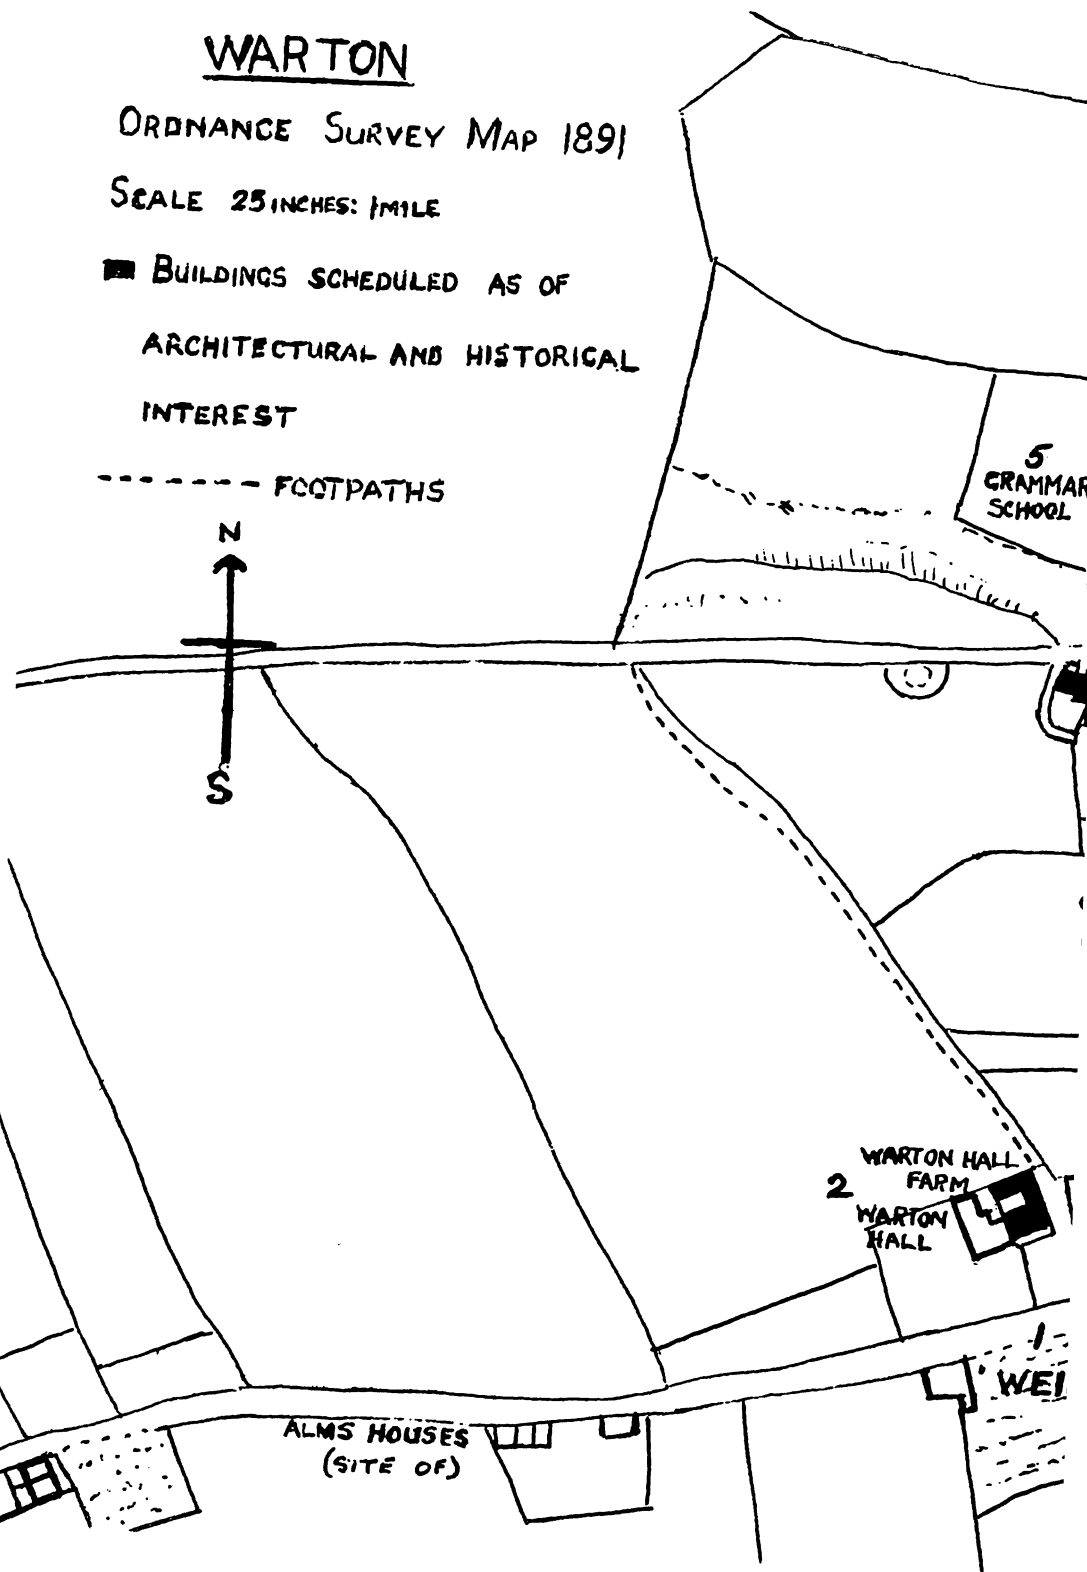 WARTON
ORDNANCE SURVEY MAP 1891
SCALE 25 INCHES: 1 MILE
BUILDINGS SCHEDULED AS OF
ARCHITECTURAL AND HISTORICAL
INTEREST
FOOTPATHS
N
S
5
GRAMMAR
SCHOOL
WARTON HALL
FARM
2
WARTON
HALL
1
WEI
ALMS HOUSES
(SITE OF)